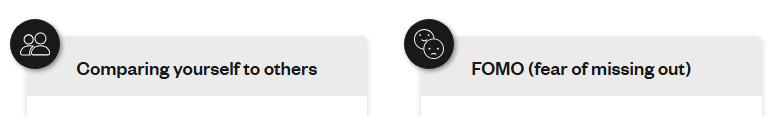 Comparing yourself to others
FOMO (fear of missing out)